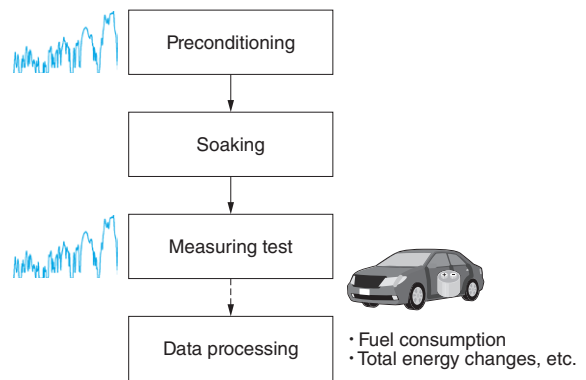 Preconditioning
Soaking
Measuring test
Data processing
・Fuel consumption
・Total energy changes, etc.